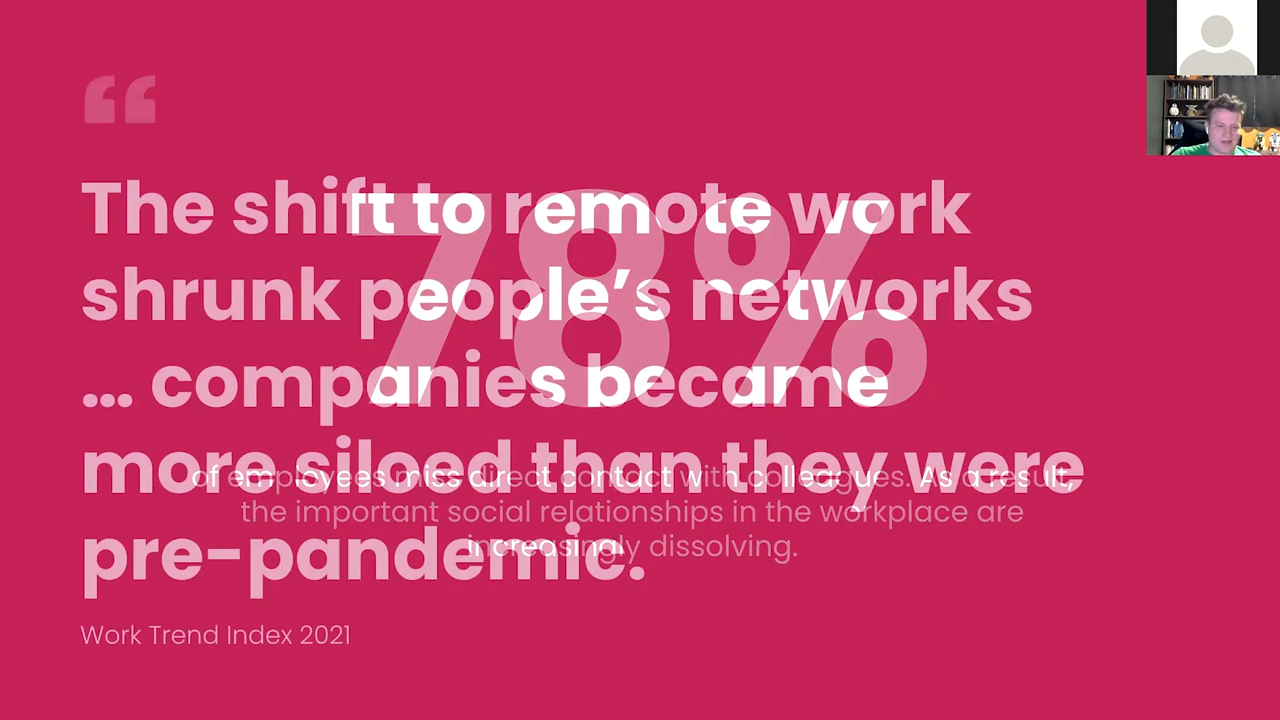 “
The shift to remote work
shrunk people’s networks
... companies became
more siloed than they were
pre-pandemic.
Work Trend Index 2021
78%
of employees miss direct contact with colleagues. As a result,
the important social relationships in the workplace are
increasingly dissolving.